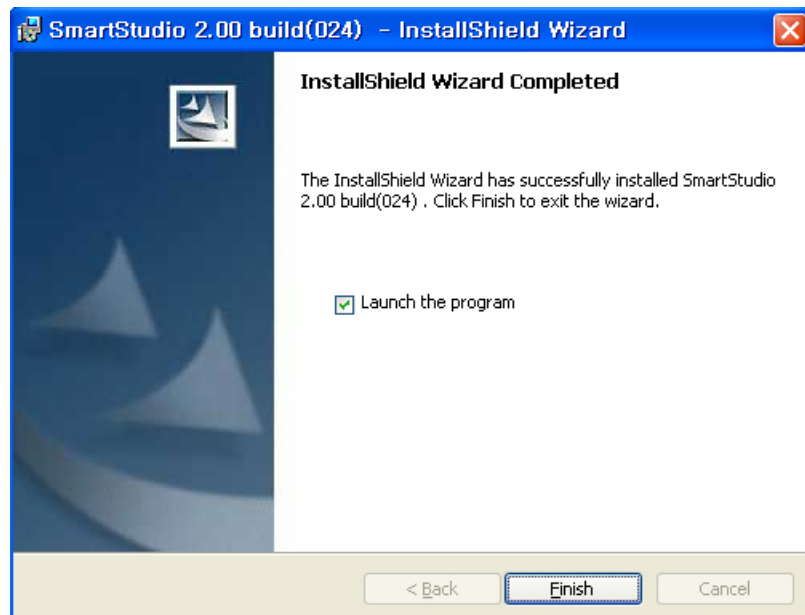 SmartStudio 2.00 build(024) - InstallShield Wizard
InstallShield Wizard Completed
The InstallShield Wizard has successfully installed SmartStudio
2.00 build(024) . Click Finish to exit the wizard.
Launch the program
< Back
Finish
Cancel